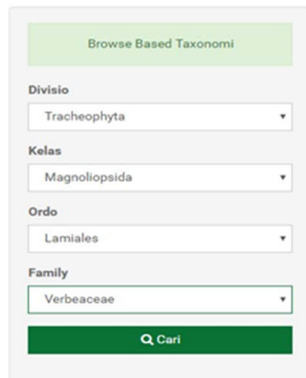 Browse Based Taxonomi
Divisio
Tracheophyta
Kelas
Magnoliopsida
Ordo
Lamiales
Family
Verbeaceae
Cari